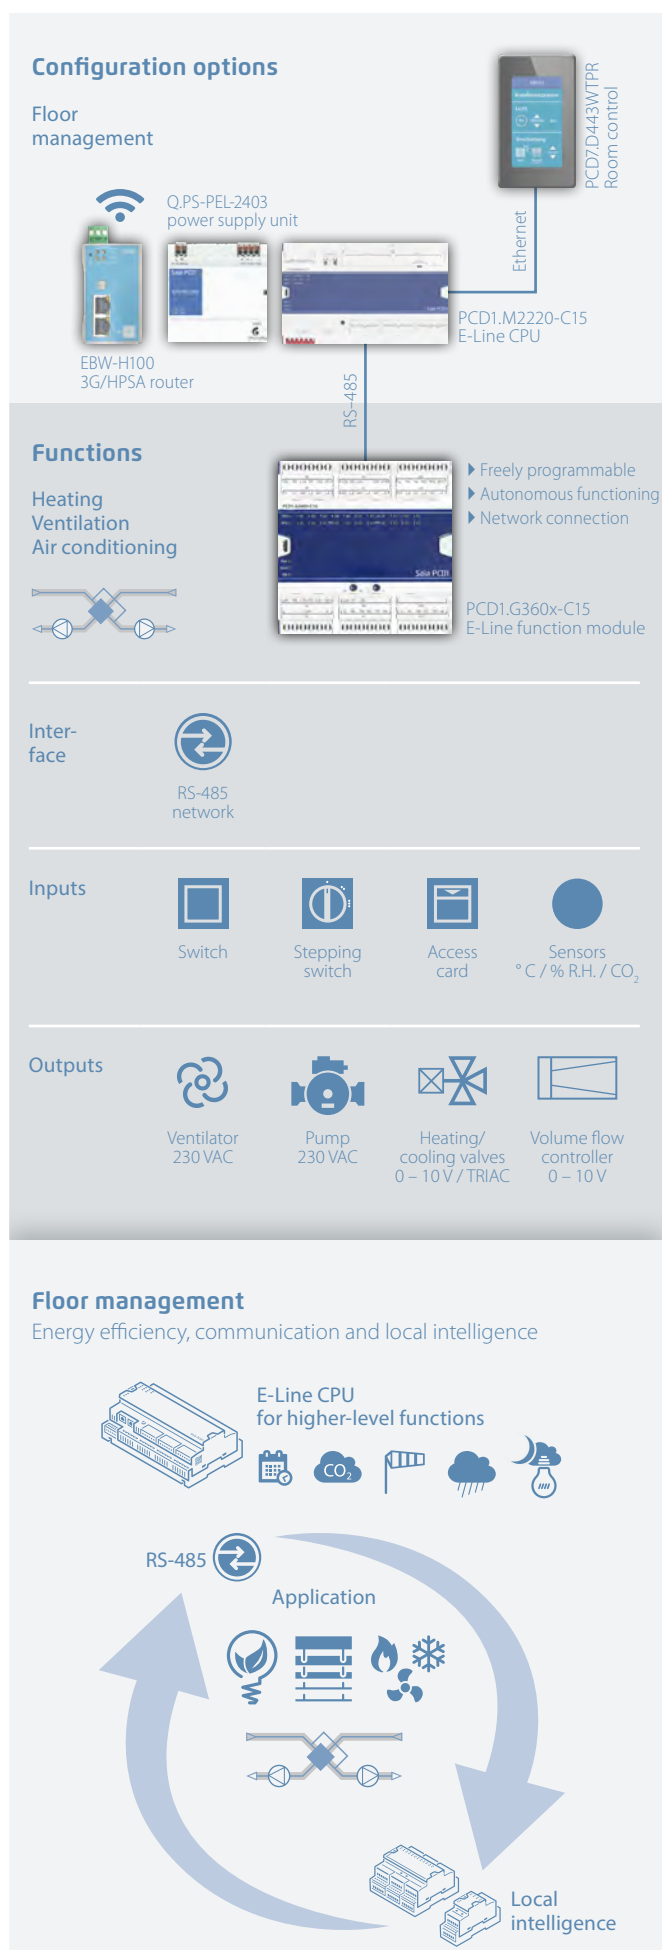 Configuration options
Floor
management
PCD7.D443WTPR
Room control
Q.PS-PEL-2403
power supply unit
Ethernet
PCD1.M2220-C15
E-Line CPU
EBW-H100
3G/HPSA router
RS-485
Functions
Heating
Ventilation
Air conditioning
Freely programmable
Autonomous functioning
Network connection
Saia PCD
PCD1.G360x-C15
E-Line function module
Inter-
face
RS-485
network
Inputs
Switch
Stepping
switch
Access
card
Sensors
° C / % R.H. / CO2
Outputs
Ventilator
230 VAC
Pump
230 VAC
Heating/
cooling valves
0 – 10 V / TRIAC
Volume flow
controller
0 – 10 V
Floor management
Energy efficiency, communication and local intelligence
E-Line CPU
for higher-level functions
CO2
RS-485
Application
Local
intelligence